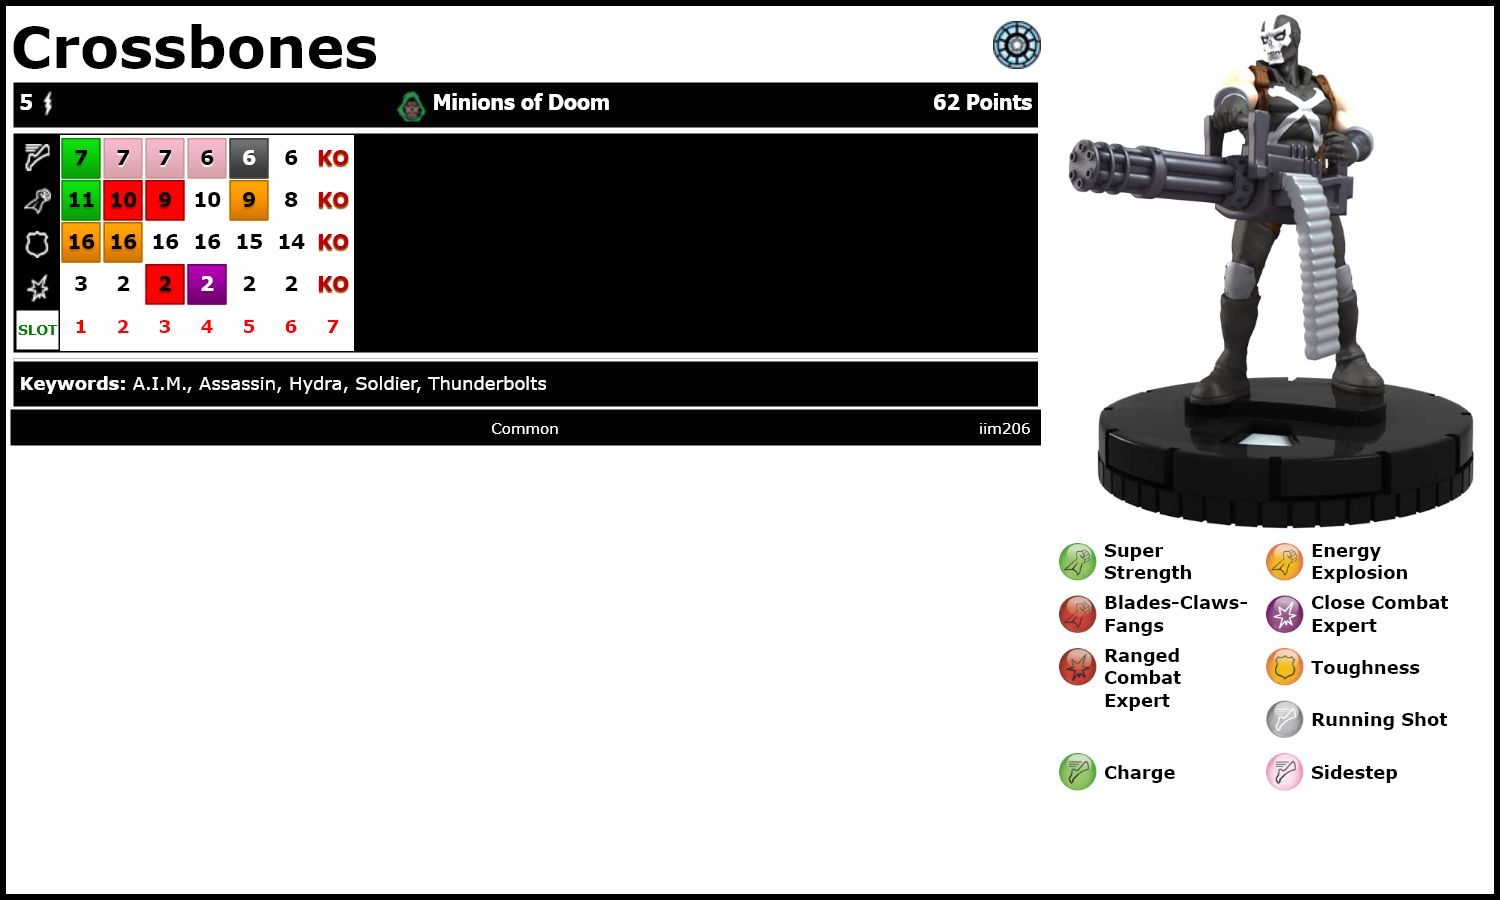 Crossbones
5 Minions of Doom 62 Points
7 7 7 6 6 6 KO
11 10 9 10 9 8 KO
16 16 16 16 15 14 KO
3 2 2 2 2 2 KO
SLOT 1 2 3 4 5 6 7
Keywords: A.I.M., Assassin, Hydra, Soldier, Thunderbolts
Common iim206
Super
Strength
Energy
Explosion
Blades-Claws-
Fangs
Close Combat
Expert
Ranged
Combat
Expert
Toughness
Running Shot
Charge
Sidestep